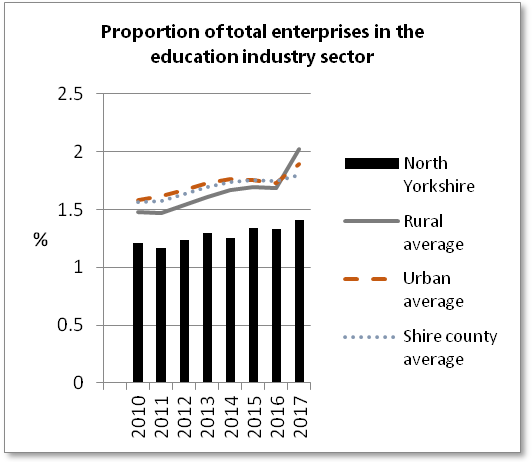 Proportion of total enterprises in the
education industry sector
2.5
2
1.5
1
0.5
0
%
2010
2011
2012
2013
2014
2015
2016
2017
North
Yorkshire
Rural
average
Urban
average
Shire county
average